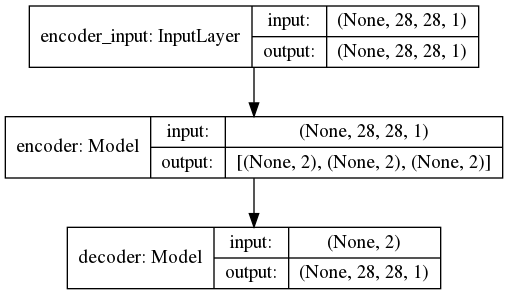 encoder_input: InputLayer
input:
(None, 28, 28, 1)
output:
(None, 28, 28, 1)
encoder: Model
input:
(None, 28, 28, 1)
output:
[(None, 2), (None, 2), (None, 2)]
decoder: Model
input:
(None, 2)
output:
(None, 28, 28, 1)